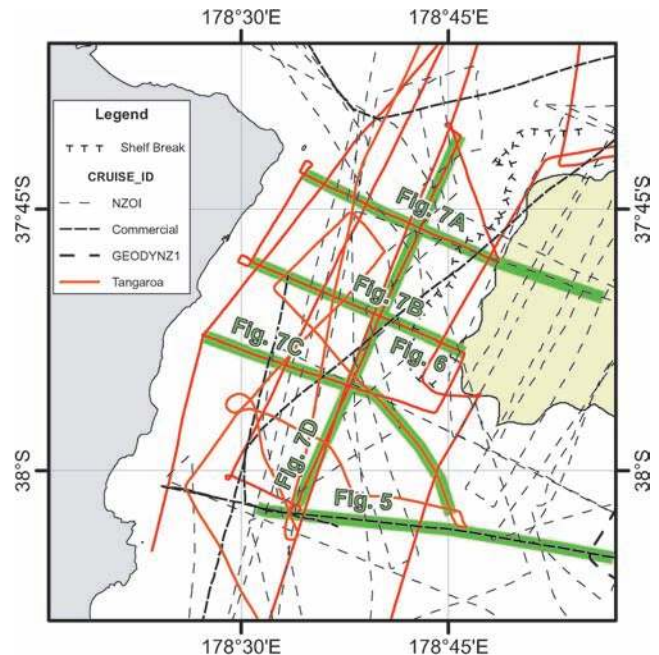 178°30'E 178°45'E
Legend
Shelf Break
CRUISE_ID
NZOI
Commercial
GEODYNZ1
Tangaroa
37°45'S
37°45'S
Fig. 7A
Fig. 7B
Fig. 7C
Fig. 6
Fig. 7D
Fig. 5
38°S
38°S
178°30'E 178°45'E